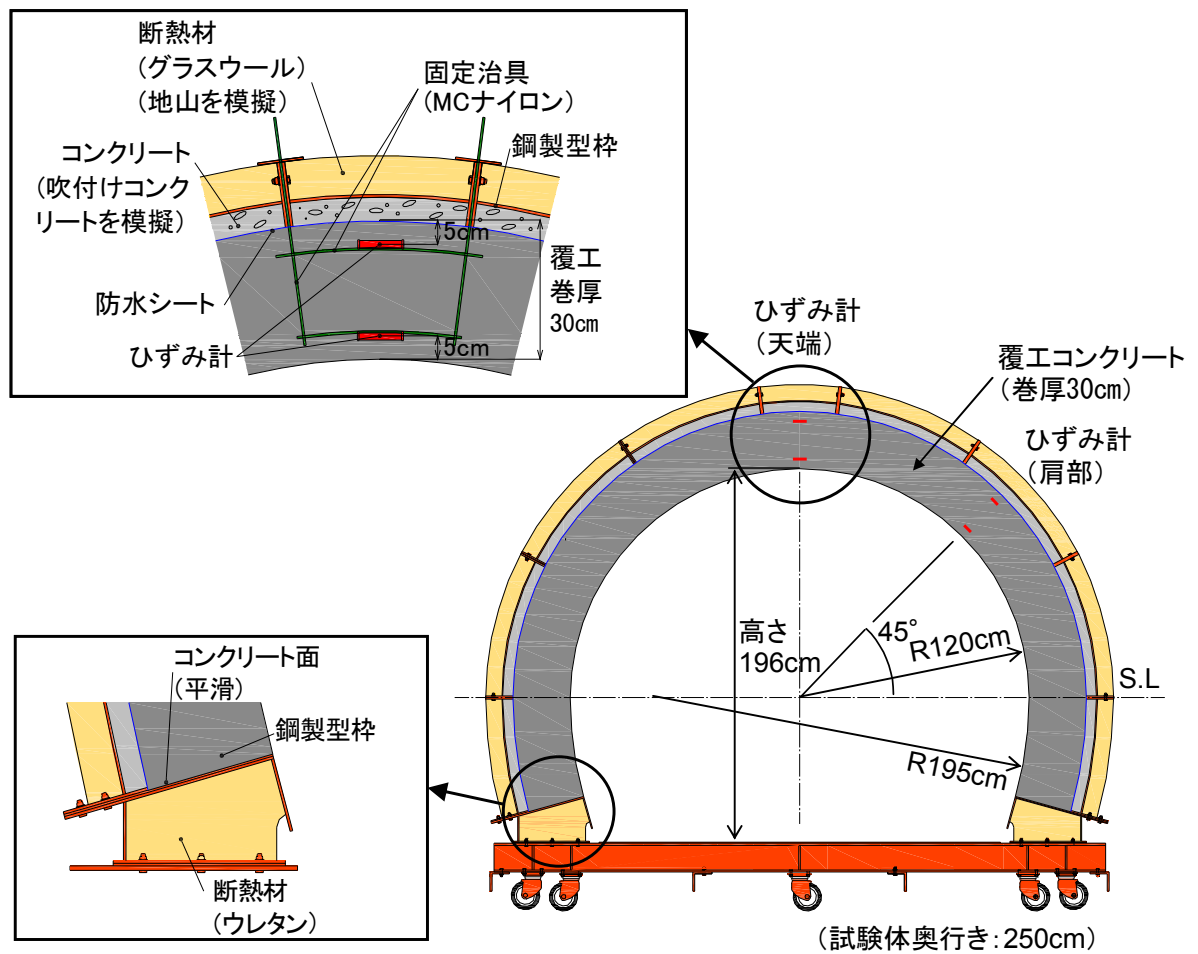 断熱材
(グラスウール)
(地山を模擬)
固定治具
(MCナイロン)
コンクリート
(吹付けコンク
リートを模擬)
鋼製型枠
5cm
覆工
巻厚
30cm
防水シート
ひずみ計
5cm
ひずみ計
(天端)
覆工コンクリート
(巻厚30cm)
ひずみ計
(肩部)
高さ
196cm
45°
R120cm
S.L
R195cm
コンクリート面
(平滑)
鋼製型枠
断熱材
(ウレタン)
(試験体奥行き:250cm)